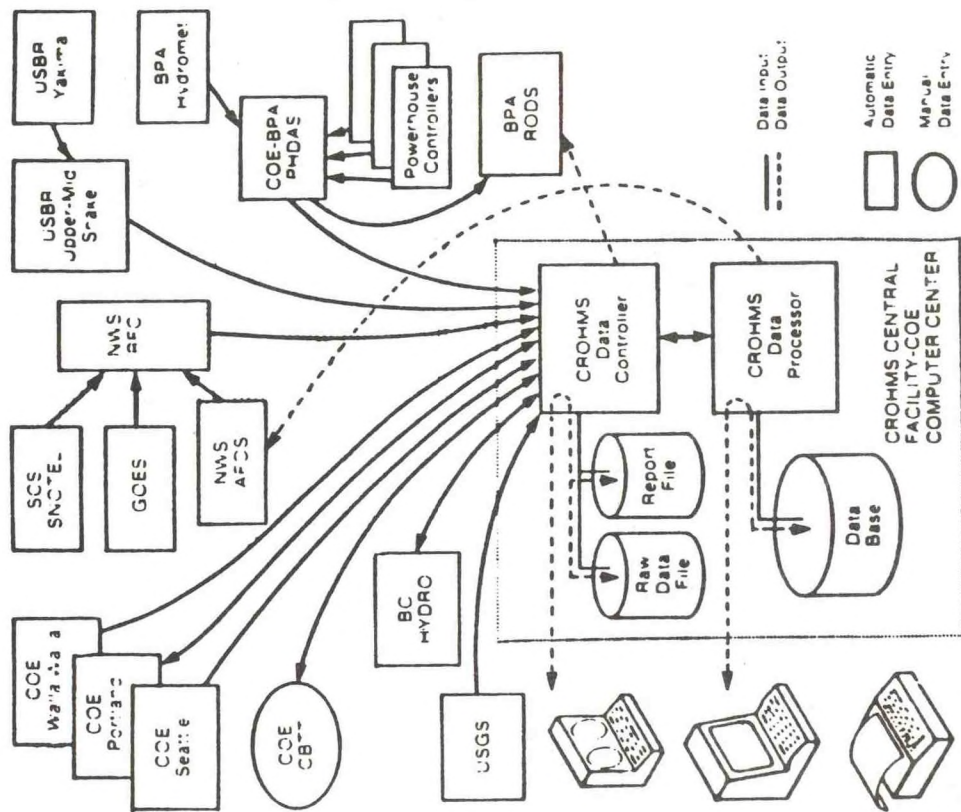 COE
Walla Walla
COE
Portland
COE
Seattle
COE
CBTT
BC
HYDRO
USGS
SCS
SNOTEL
GOES
NWS
AFOS
NWS
RFC
USBR
Upper-Mid
Snake
USBR
Yakima
BPA
Hydromet
COE-BPA
PHDAS
Powerhouse
Controllers
BPA
RODS
CROHMS
Data
Controller
CROHMS
Data
Processor
Raw
Data
File
Report
File
Data
Base
CROHMS CENTRAL
FACILITY-COE
COMPUTER CENTER
Data Input
Data Output
Automatic
Data Entry
Manual
Data Entry